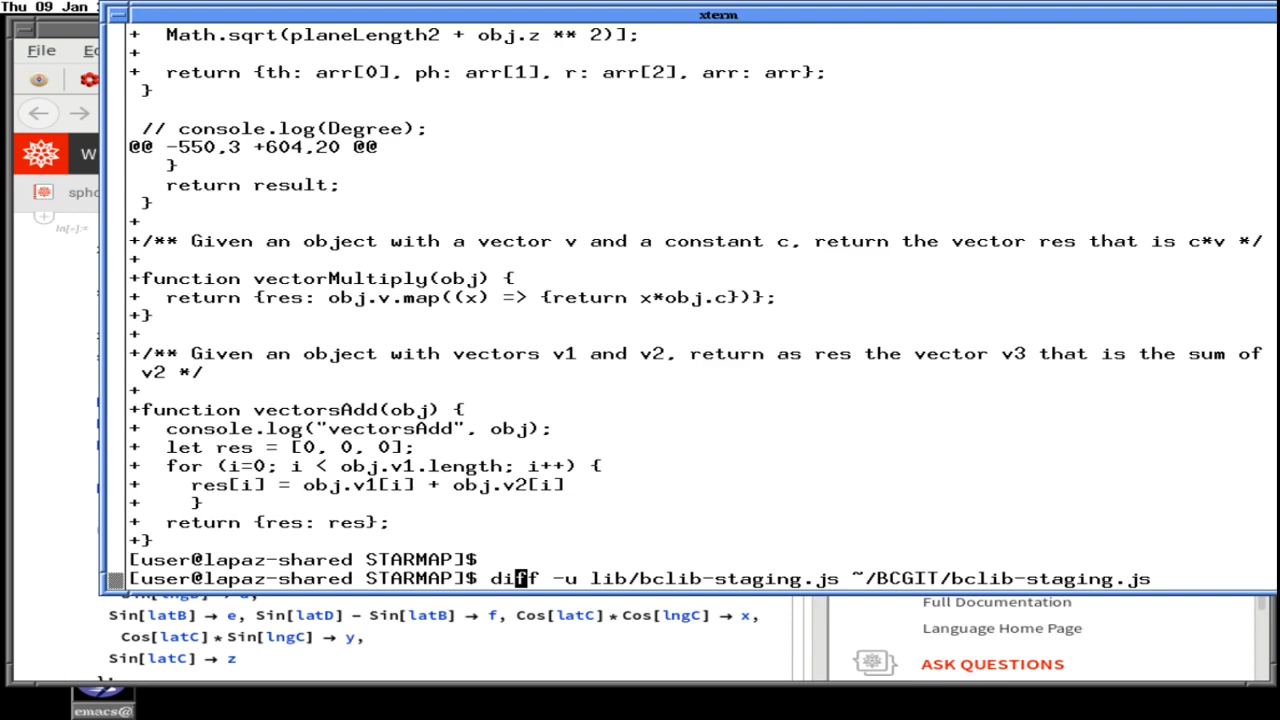 Thu 09 Jan
xterm
File
+  Math.sqrt(planeLength2 + obj.z ** 2)];
+
+  return {th: arr[0], ph: arr[1], r: arr[2], arr: arr};
 }
 // console.log(Degree);
@@ -550,3 +604,20 @@
   }
   return result;
 }
+
+/** Given an object with a vector v and a constant c, return the vector res that is c*v */
+
+function vectorMultiply(obj) {
+  return {res: obj.v.map((x) => {return x*obj.c})};
+}
+
+/** Given an object with vectors v1 and v2, return as res the vector v3 that is the sum of
 v2 */
+
+function vectorsAdd(obj) {
+  console.log("vectorsAdd", obj);
+  let res = [0, 0, 0];
+  for (i=0; i < obj.v1.length; i++) {
+    res[i] = obj.v1[i] + obj.v2[i]
+    }
+  return {res: res};
+}
[user@lapaz-shared STARMAP]$
[user@lapaz-shared STARMAP]$ diff -u lib/bclib-staging.js ~/BCGIT/bclib-staging.js
W
In[•]:=
Sin[latB] → e, Sin[latD] − Sin[latB] → f, Cos[latC]*Cos[lngC] → x,
Cos[latC]*Sin[lngC] → y,
Sin[latC] → z
Full Documentation
Language Home Page
ASK QUESTIONS
emacs@